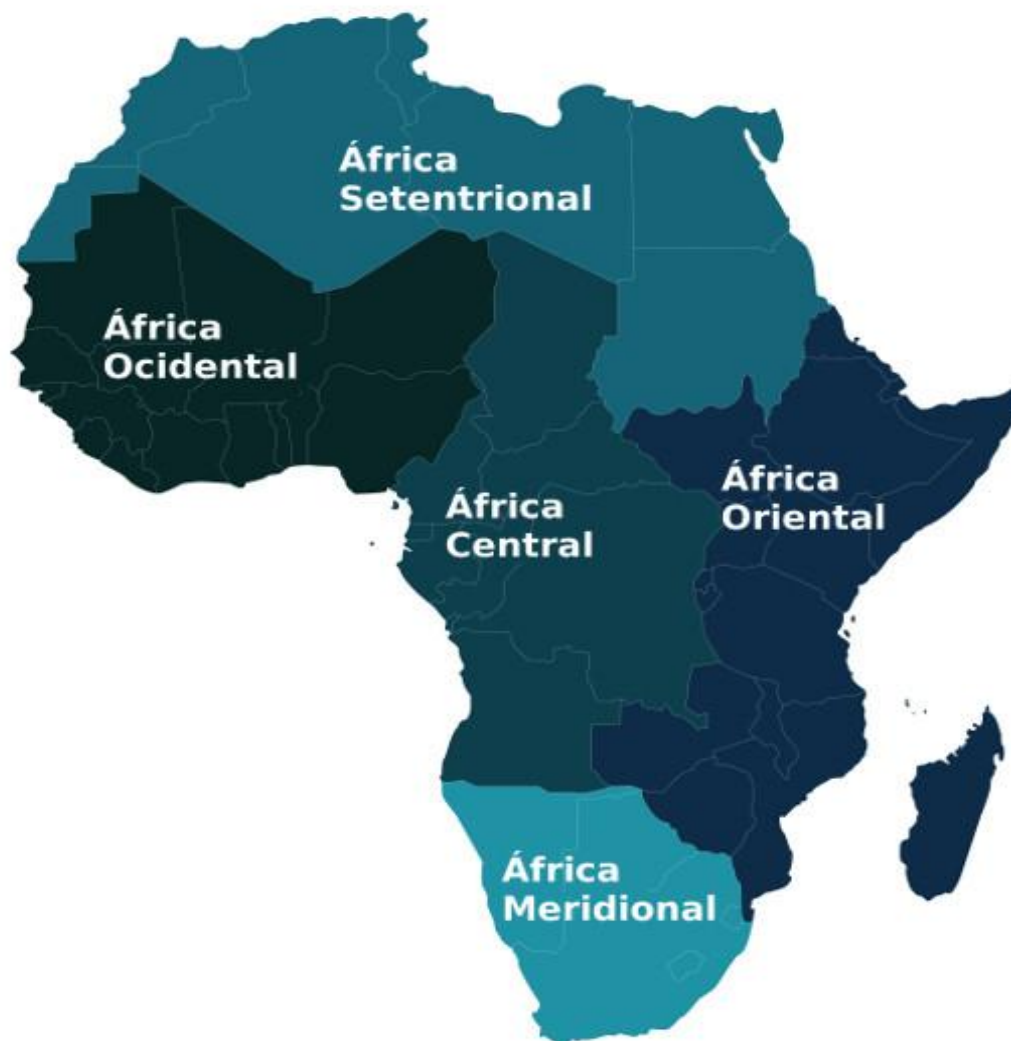 África
Setentrional
África
Ocidental
África
Central
África
Oriental
África
Meridional